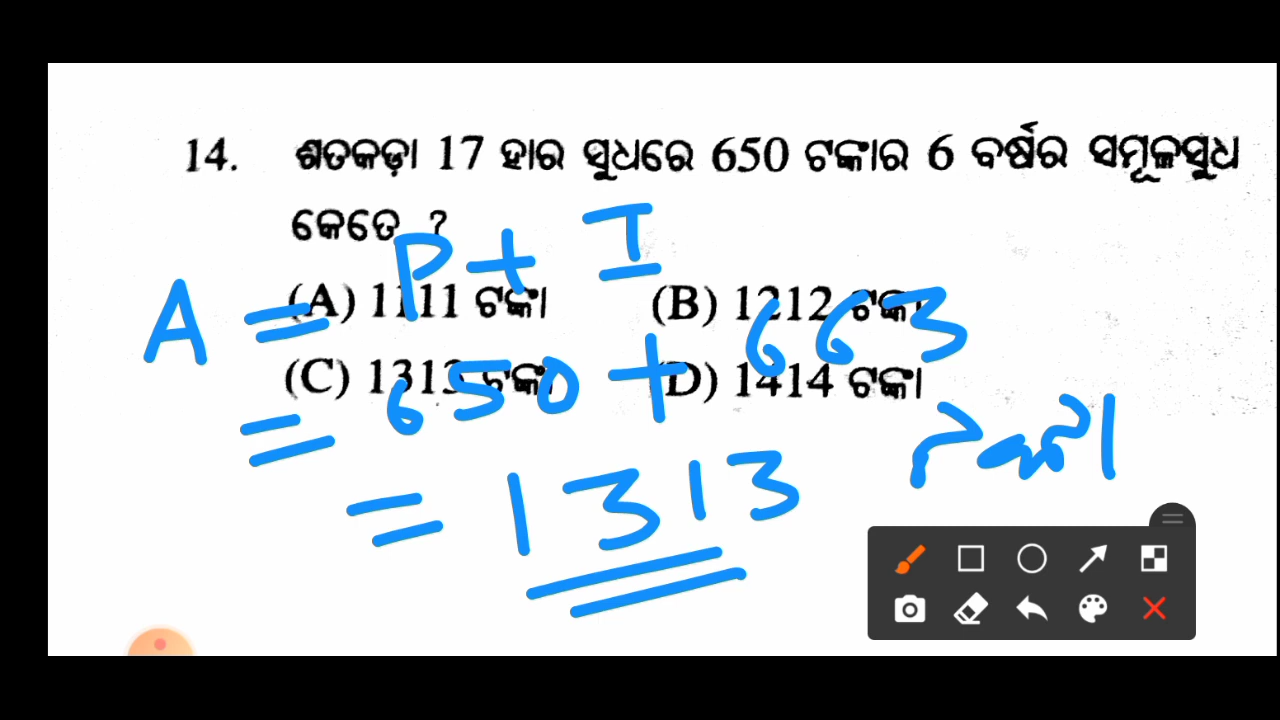 14. ଶତକଡ଼ା 17 ହାର ସୁଧରେ 650 ଟଙ୍କାର 6 ବର୍ଷର ସମୂଳସୁଧ
କେତେ ?
P + I
A =
(A) 1111 ଟଙ୍କା (B) 1212 ଟଙ୍କା
(C) 1313 ଟଙ୍କା (D) 1414 ଟଙ୍କା
= 650 + 663
= 1313 ଟଙ୍କା